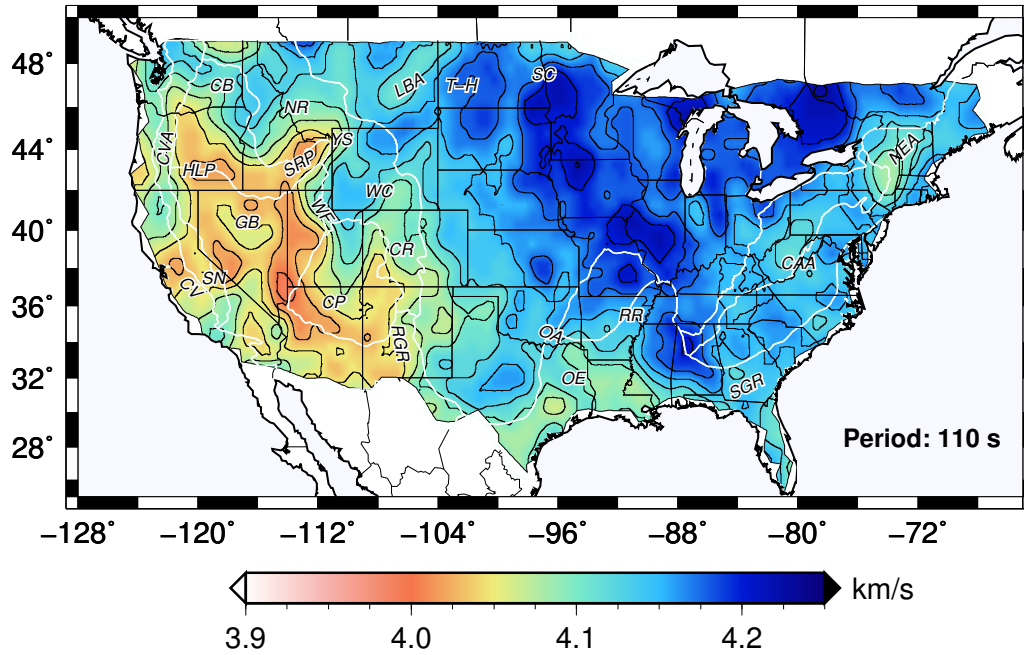 48°
44°
40°
36°
32°
28°
CB
NR
LBA
T-H
SC
CVA
YS
HLP
SRP
NEA
WC
WF
GB
CR
CAA
SN
CV
CP
RGR
OA
RR
OE
SGR
Period: 110 s
−128°
−120°
−112°
−104°
−96°
−88°
−80°
−72°
km/s
3.9
4.0
4.1
4.2